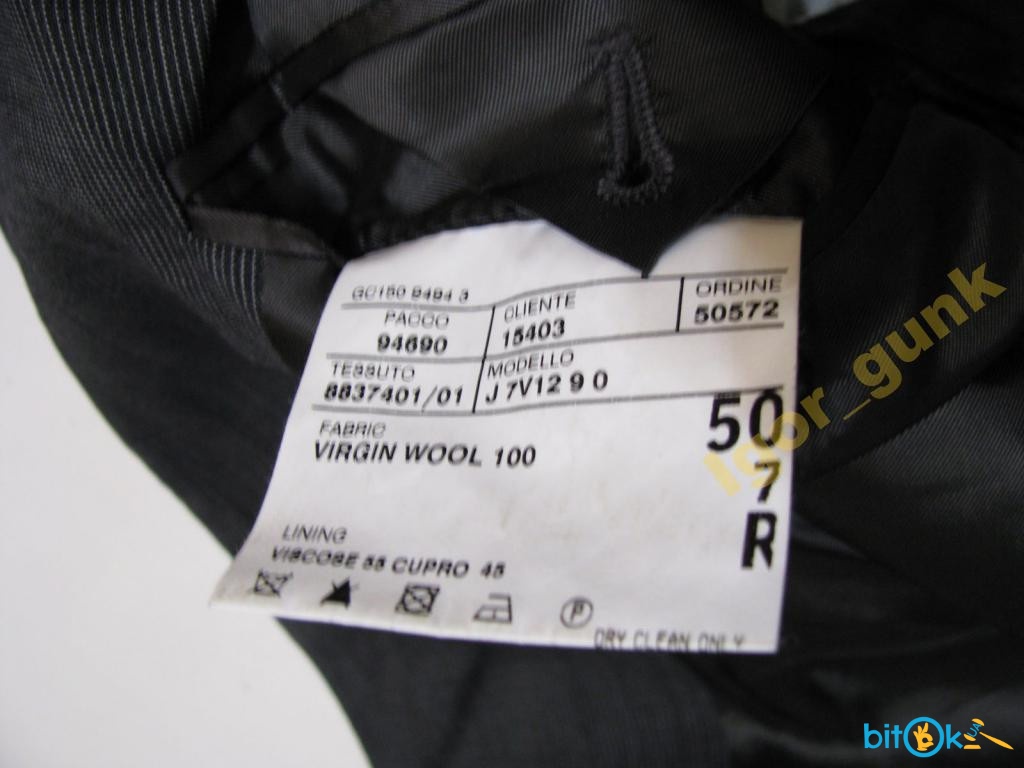 GC150 9494 3
PACCO
94690
CLIENTE
15403
ORDINE
50572
TESSUTO
8837401/01
MODELLO
J 7V12 9 0
FABRIC
VIRGIN WOOL 100
50
7
R
LINING
VISCOSE 55 CUPRO 45
P
DRY CLEAN ONLY
Igor_gunk
bitOk
UA